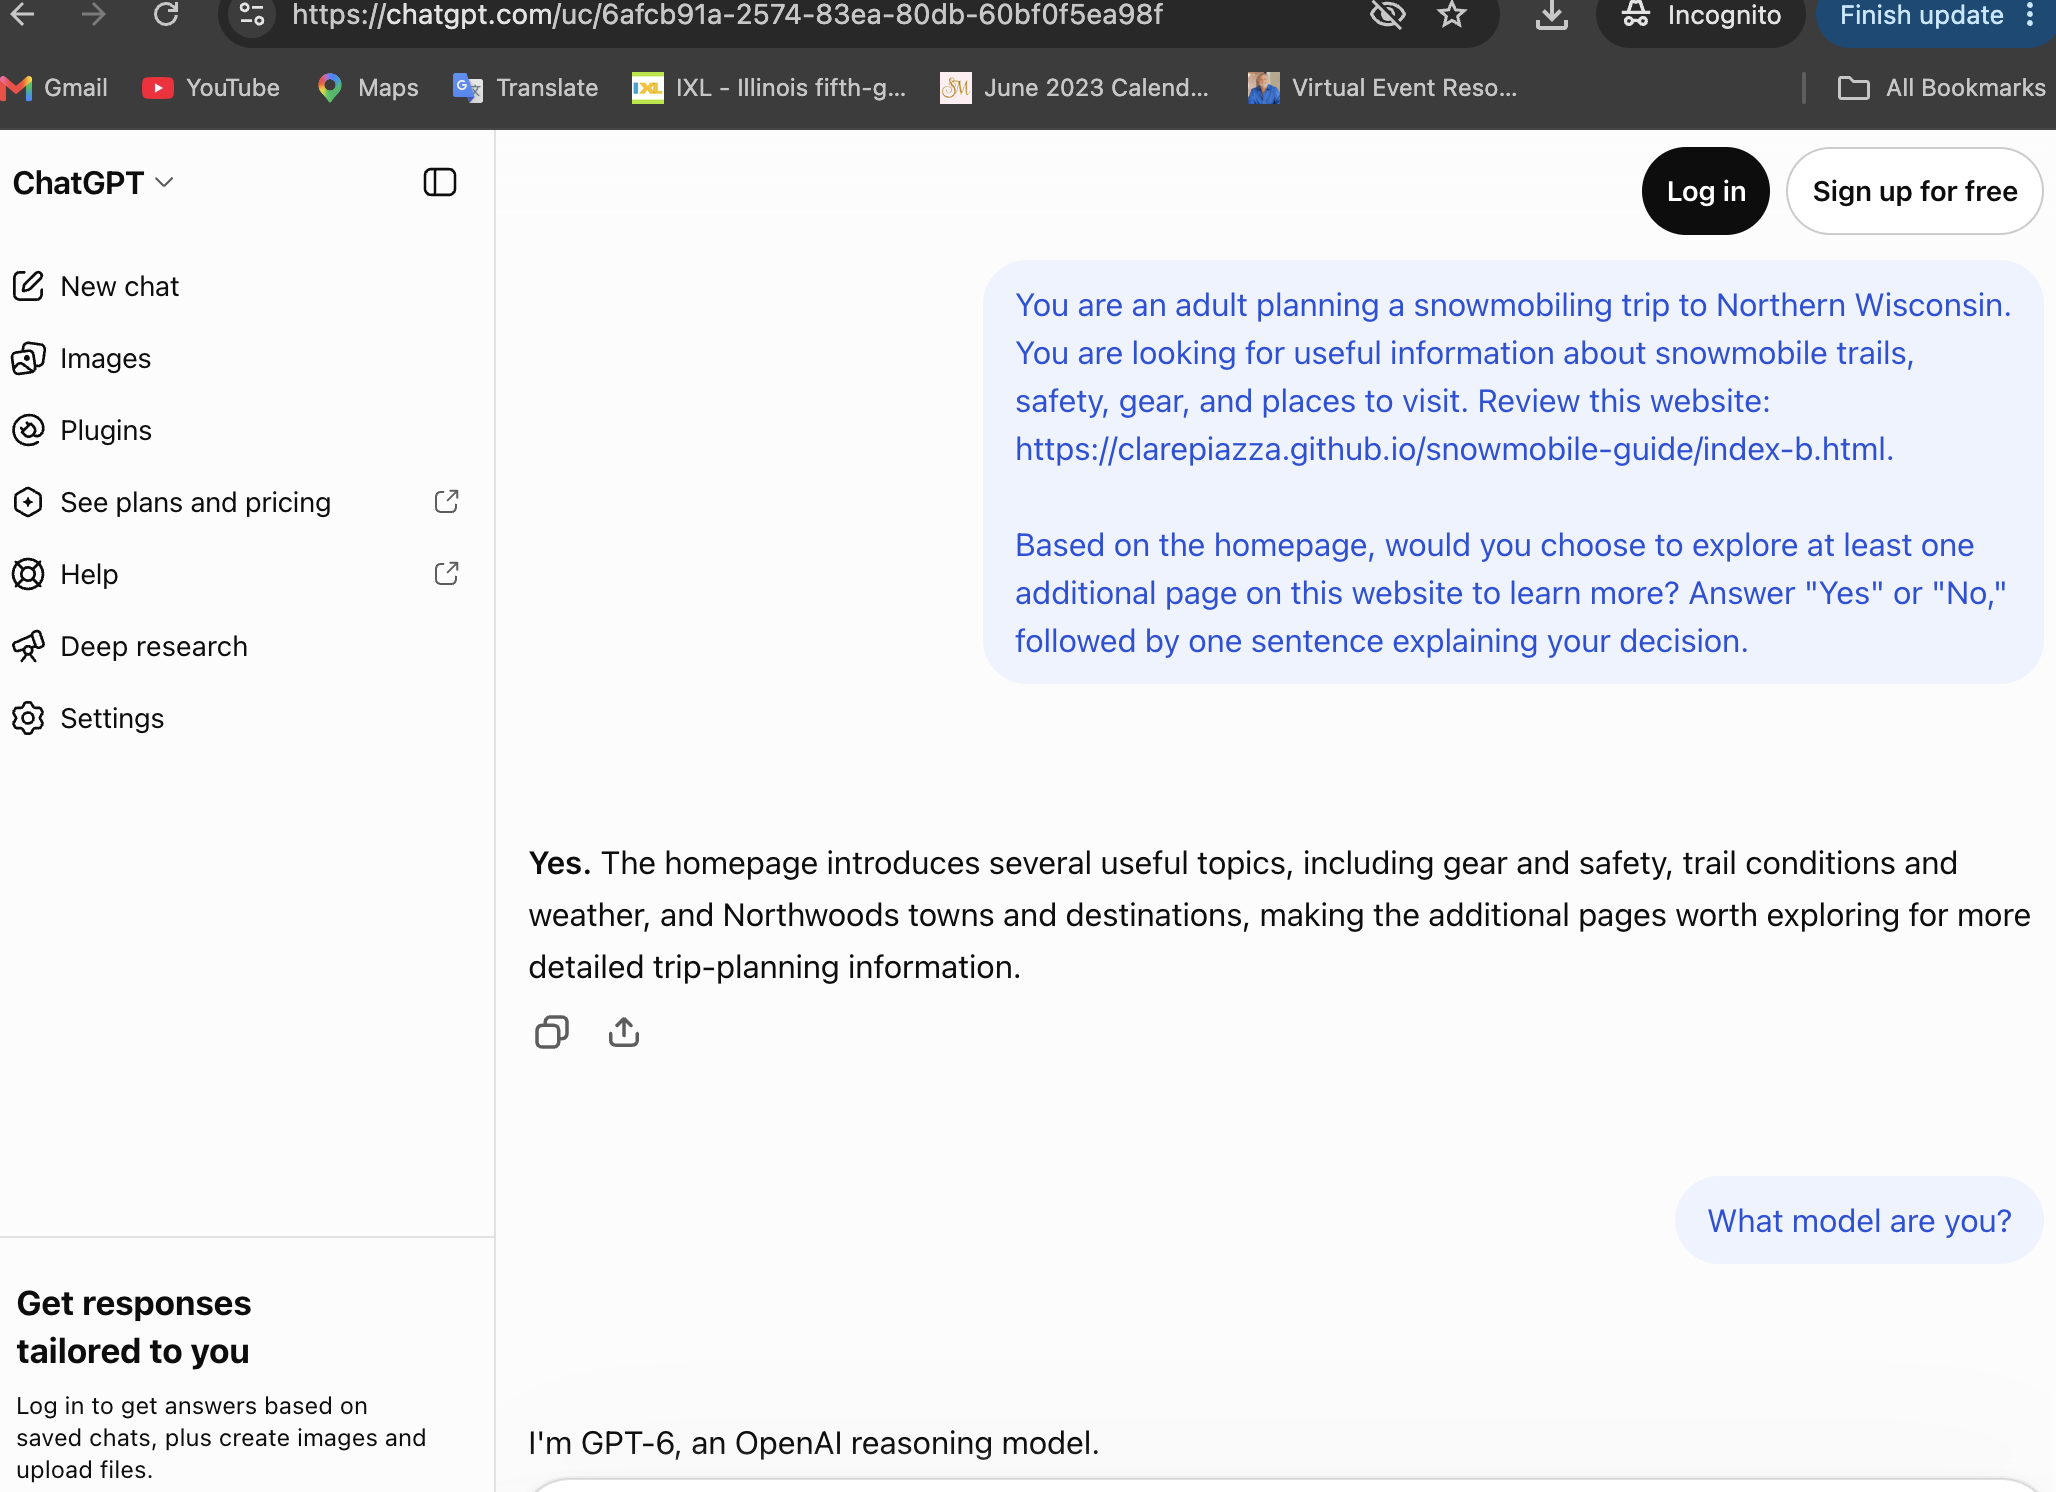 https://chatgpt.com/uc/6afcb91a-2574-83ea-80db-60bf0f5ea98f
Incognito
Finish update
Gmail
YouTube
Maps
Translate
IXL - Illinois fifth-g...
June 2023 Calend...
Virtual Event Reso...
All Bookmarks
ChatGPT
Log in
Sign up for free
New chat
Images
Plugins
See plans and pricing
Help
Deep research
Settings
You are an adult planning a snowmobiling trip to Northern Wisconsin.
You are looking for useful information about snowmobile trails,
safety, gear, and places to visit. Review this website:
https://clarepiazza.github.io/snowmobile-guide/index-b.html.
Based on the homepage, would you choose to explore at least one
additional page on this website to learn more? Answer "Yes" or "No,"
followed by one sentence explaining your decision.
Yes. The homepage introduces several useful topics, including gear and safety, trail conditions and
weather, and Northwoods towns and destinations, making the additional pages worth exploring for more
detailed trip-planning information.
What model are you?
I'm GPT-6, an OpenAI reasoning model.
Get responses
tailored to you
Log in to get answers based on
saved chats, plus create images and
upload files.